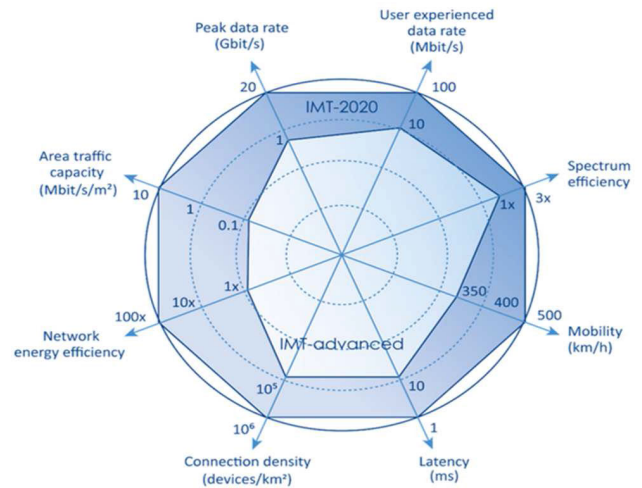 User experienced
data rate
(Mbit/s)
Peak data rate
(Gbit/s)
20
100
IMT-2020
1
10
Area traffic
capacity
(Mbit/s/m²)
10
1
0.1
Spectrum
efficiency
1x
3x
1x
10x
100x
Network
energy efficiency
350
400
500
Mobility
(km/h)
IMT-advanced
10⁵
10⁶
10
1
Connection density
(devices/km²)
Latency
(ms)